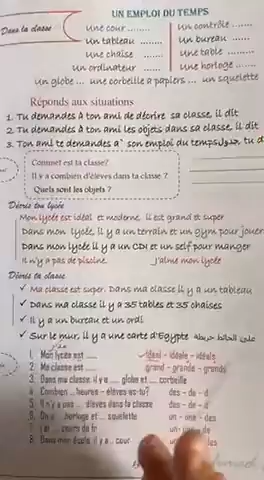 UN EMPLOI DU TEMPS
Dans la classe
une cour ........ un contrôle .......
un tableau ....... un bureau ......
une chaise ....... une table ........
un ordinateur ...... une horloge .......
un globe ... une corbeille a papiers ... un squelette
Réponds aux situations
1. Tu demandes à ton ami de décrire sa classe, il dit
2. Tu demandes à ton ami les objets dans sa classe, il dit
3. Ton ami te demandes a` son emploi du temps جدول, tu d
Comment est ta classe?
Il y a combien d'élèves dans ta classe ?
Quels sont les objets ?
Décris ton lycée
Mon lycée est idéal et moderne. il est grand et super
Dans mon lycée, il y a un terrain et un gym pour jouer
Dans mon lycée il y a un CDI et un self pour manger
Il n'y a pas de piscine. J'aime mon lycée
Décris ta classe
✓ Ma classe est super. Dans ma classe il y a un tableau
✓ Dans ma classe il y a 35 tables et 35 chaises
✓ Il y a un bureau et un ordi
✓ Sur le mur, il y a une carte d'Egypte على الحائط خريطة
1. Mon lycée est .... idéal - idéale - idéals
2. Ma classe est .... grand - grande - grands
3. Dans ma classe, il y a .... globe et .... corbeille
4. Combien .. heures - élèves-as-tu? des - de - d
5. Il n'y a pas ... élèves dans la classe des - de - d'
6. On a .. horloge et ... squelette un - une - des
7. J'ai .... cours de fr
8. Dans mon école, il y a .. cour